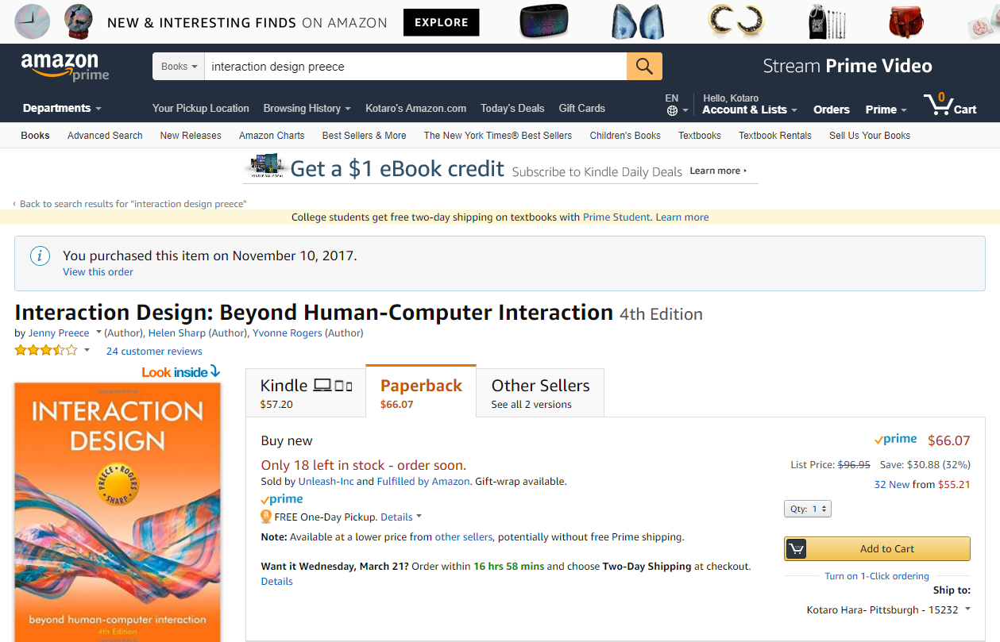 NEW & INTERESTING FINDS ON AMAZON EXPLORE
amazon prime
Books interaction design preece
Stream Prime Video
Departments Your Pickup Location Browsing History Kotaro's Amazon.com Today's Deals Gift Cards
EN Hello, Kotaro
Account & Lists Orders Prime 0 Cart
Books Advanced Search New Releases Amazon Charts Best Sellers & More The New York Times® Best Sellers Children's Books Textbooks Textbook Rentals Sell Us Your Books
KINDLE DAILY DEAL
Get a $1 eBook credit Subscribe to Kindle Daily Deals Learn more ›
‹ Back to search results for "interaction design preece"
College students get free two-day shipping on textbooks with Prime Student. Learn more
i You purchased this item on November 10, 2017.
View this order
Interaction Design: Beyond Human-Computer Interaction 4th Edition
by Jenny Preece (Author), Helen Sharp (Author), Yvonne Rogers (Author)
24 customer reviews
Look inside
INTERACTION
DESIGN
PREECE • ROGERS
• SHARP •
beyond human-computer interaction
4th Edition
Kindle
$57.20
Paperback
$66.07
Other Sellers
See all 2 versions
Buy new
prime $66.07
Only 18 left in stock - order soon.
List Price: $96.95 Save: $30.88 (32%)
Sold by Unleash-Inc and Fulfilled by Amazon. Gift-wrap available.
32 New from $55.21
prime
Qty: 1
FREE One-Day Pickup. Details
Note: Available at a lower price from other sellers, potentially without free Prime shipping.
Add to Cart
Want it Wednesday, March 21? Order within 16 hrs 58 mins and choose Two-Day Shipping at checkout.
Details
Turn on 1-Click ordering
Ship to:
Kotaro Hara- Pittsburgh - 15232